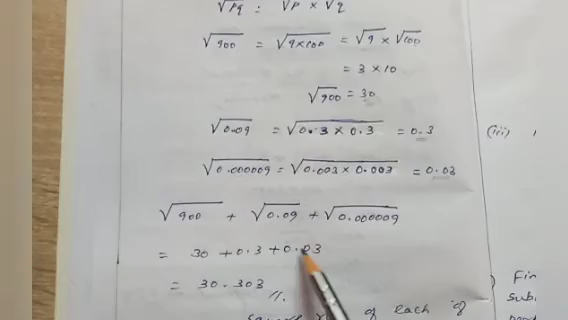 √pq = √p × √q
√900 = √9×100 = √9 × √100
= 3 × 10
√900 = 30
√0.09 = √0.3 × 0.3 = 0.3
(iii)
√0.000009 = √0.003 × 0.003 = 0.03
√900 + √0.09 + √0.000009
= 30 + 0.3 + 0.03
= 30.303 //.
Fin
sub
of each of